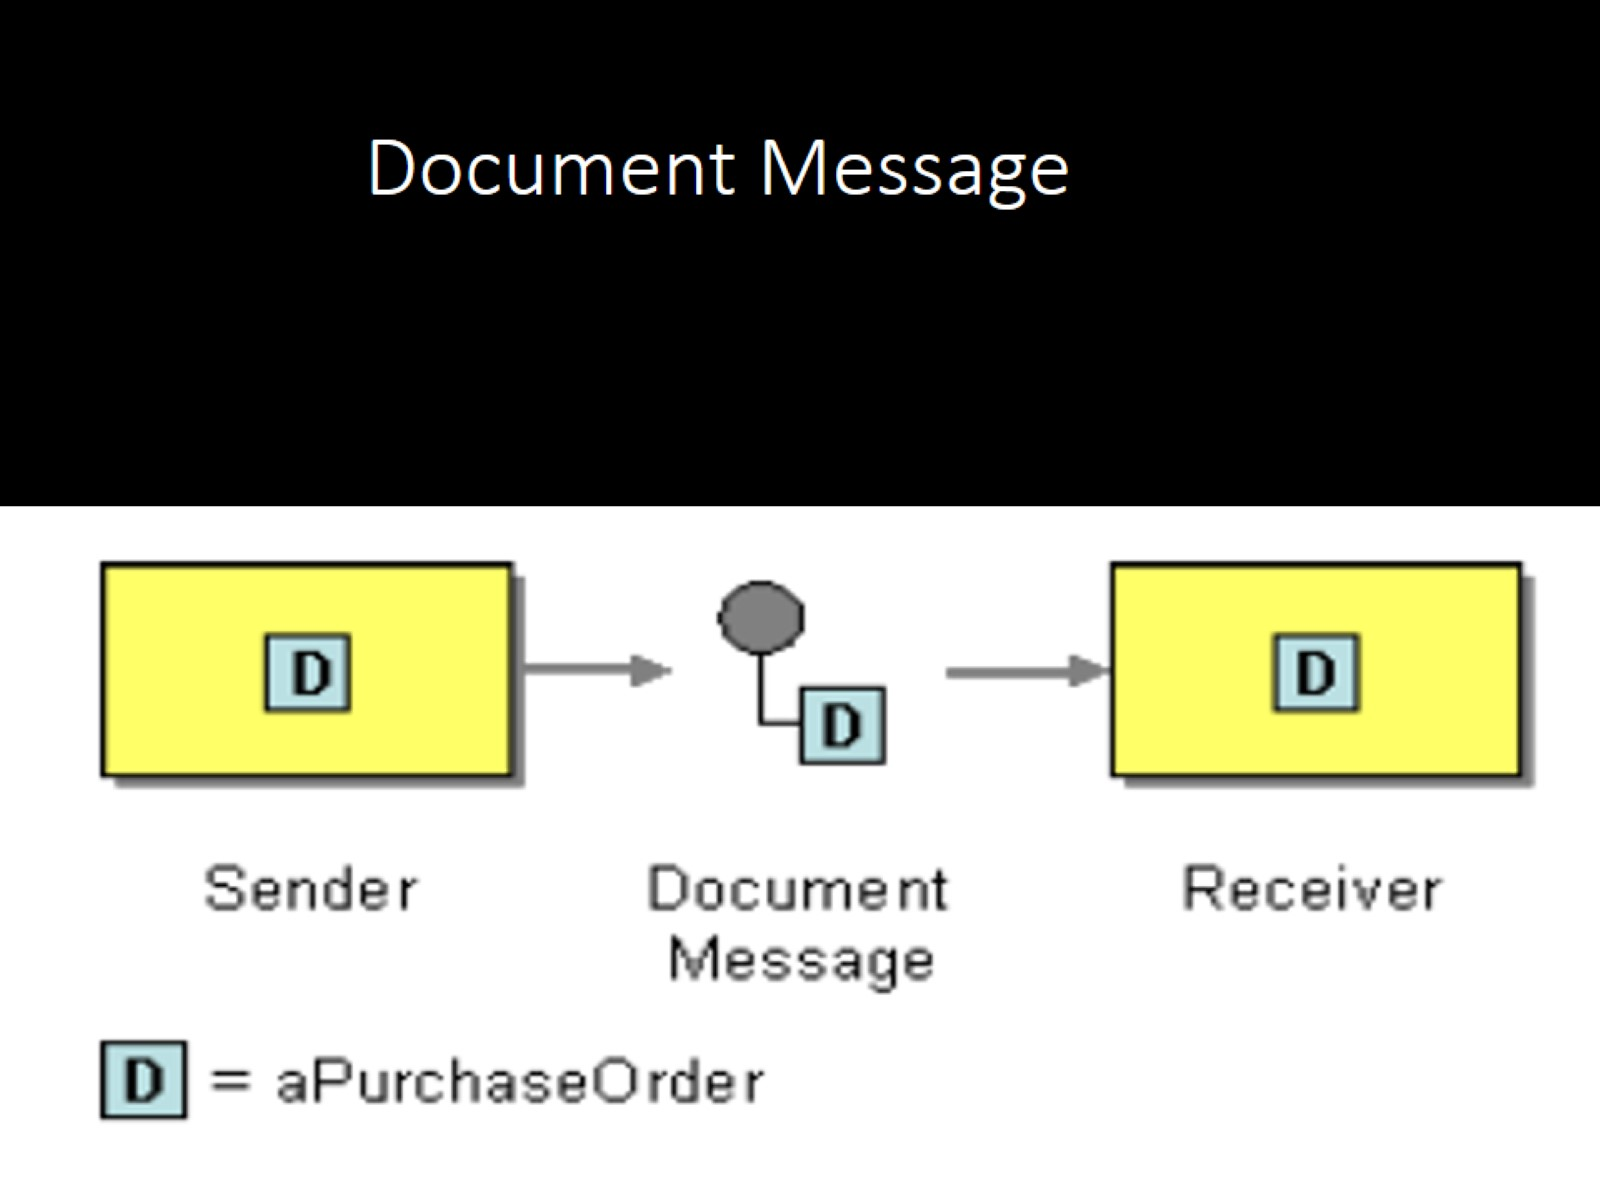 Document Message
D
D
D
Sender
Document
Message
Receiver
D = aPurchaseOrder